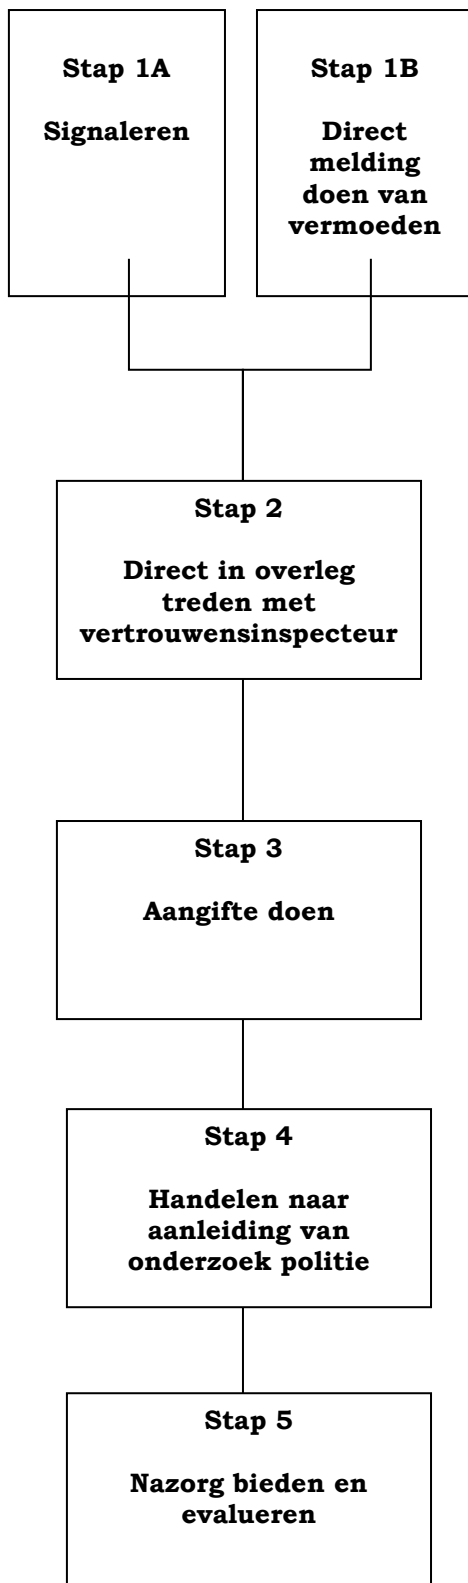 Stap 1A
Signaleren
Stap 1B
Direct
melding
doen van
vermoeden
Stap 2
Direct in overleg
treden met
vertrouwensinspecteur
Stap 3
Aangifte doen
Stap 4
Handelen naar
aanleiding van
onderzoek politie
Stap 5
Nazorg bieden en
evalueren